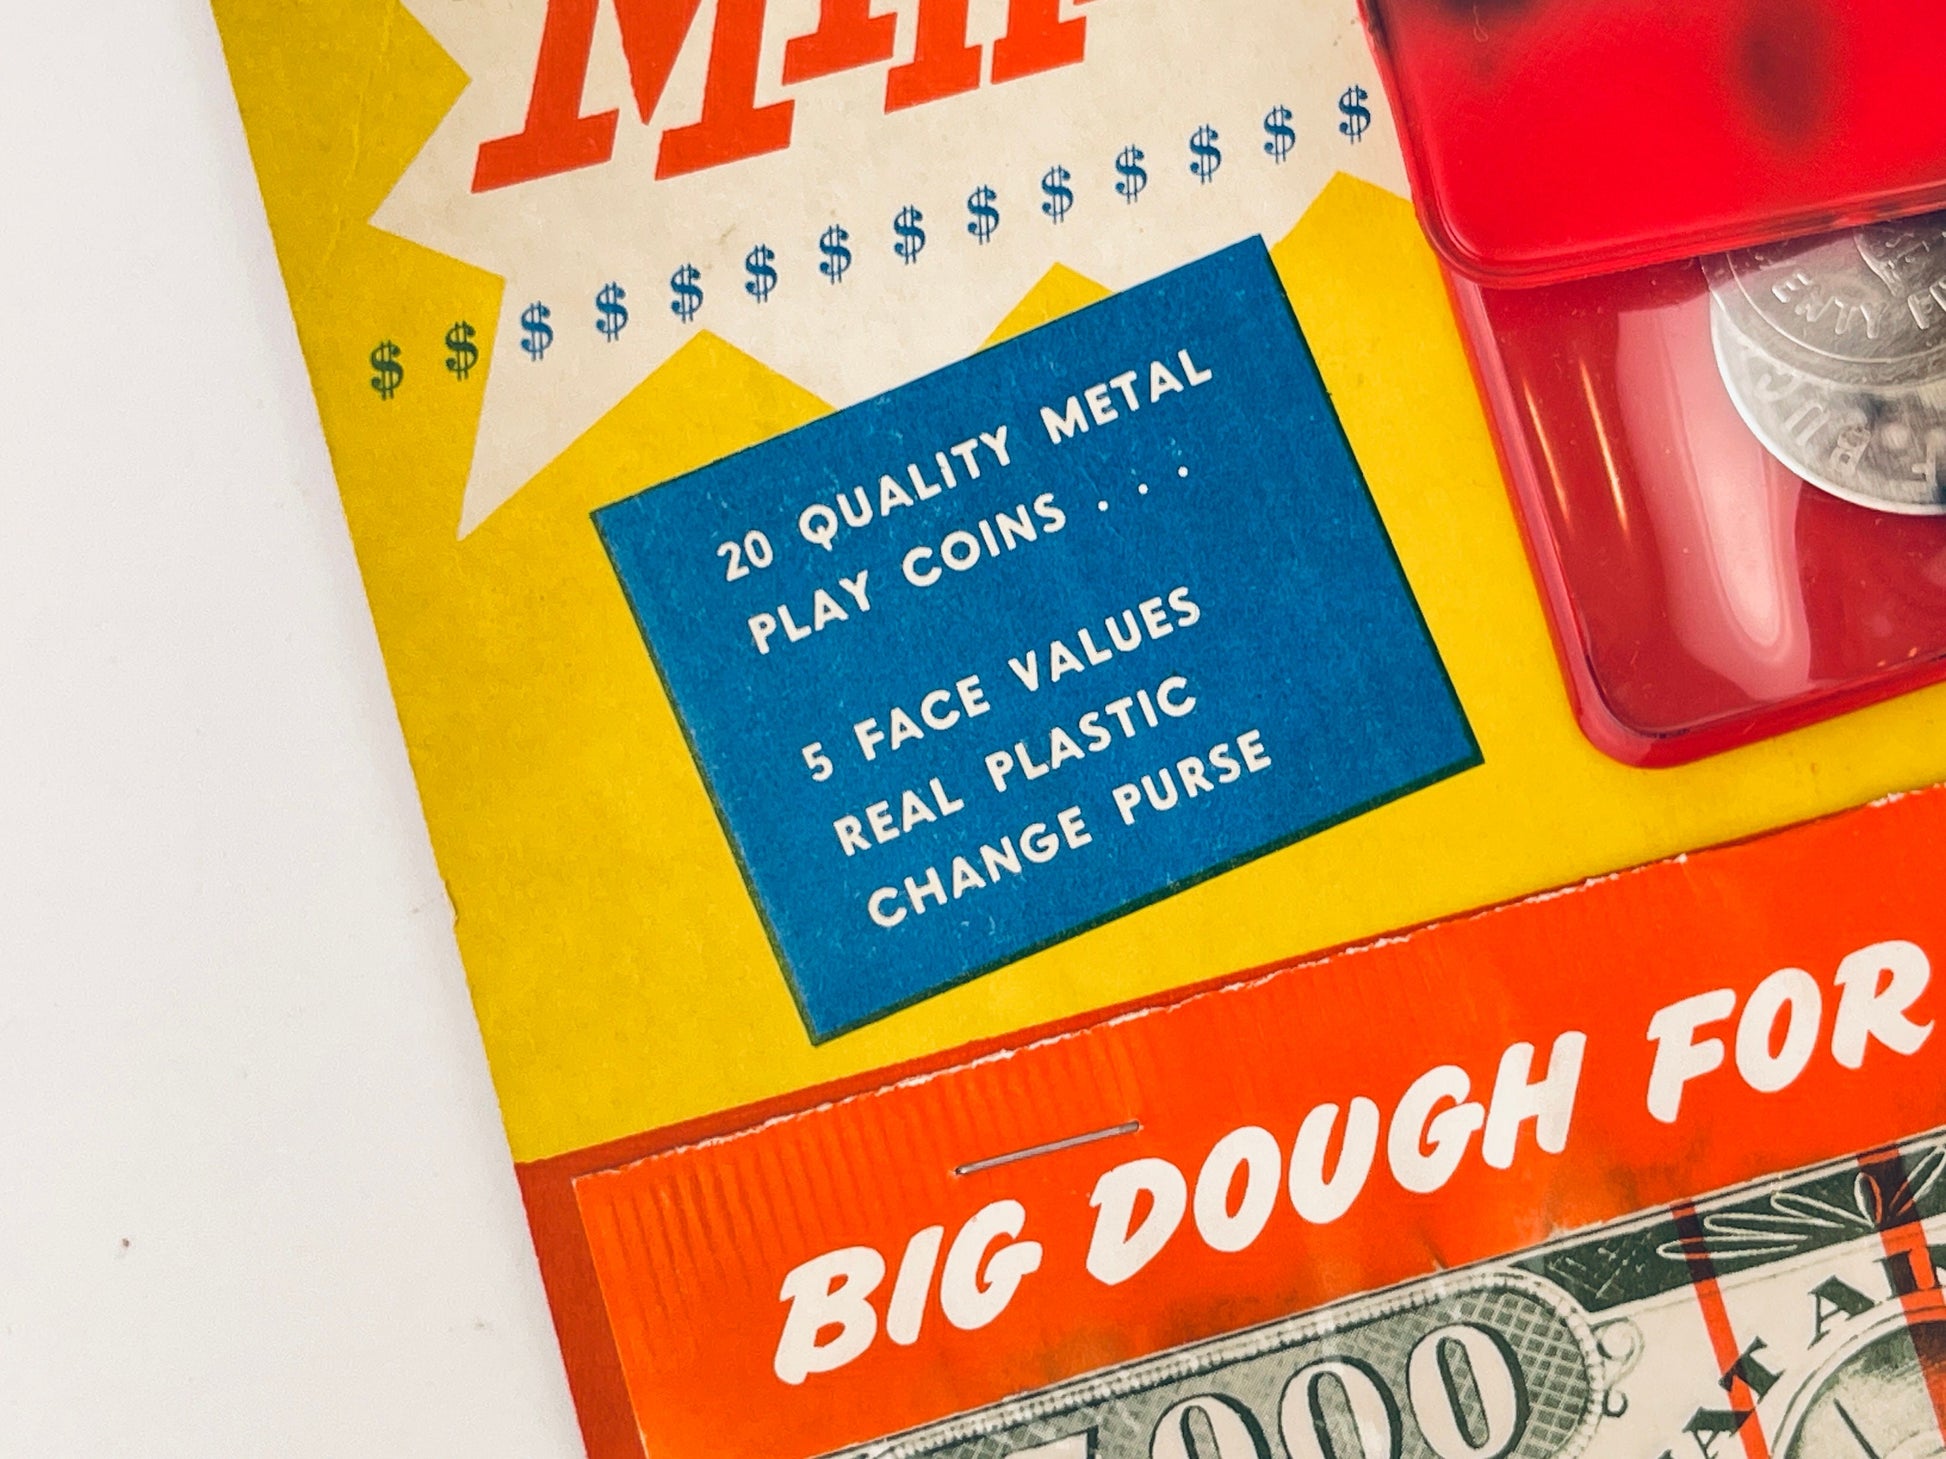 $ $ $ $ $ $ $ $ $ $ $ $ $ $
20 QUALITY METAL
PLAY COINS . . .
5 FACE VALUES
REAL PLASTIC
CHANGE PURSE
BIG DOUGH FOR